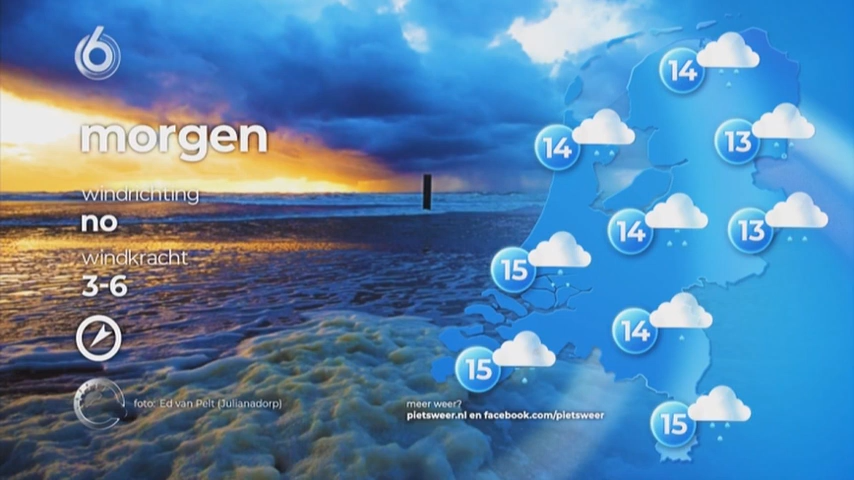 6
morgen
windrichting
no
windkracht
3-6
foto: Ed van Pelt (Julianadorp)
meer weer?
pietsweer.nl en facebook.com/pietsweer
14
14
13
14
13
15
14
15
15